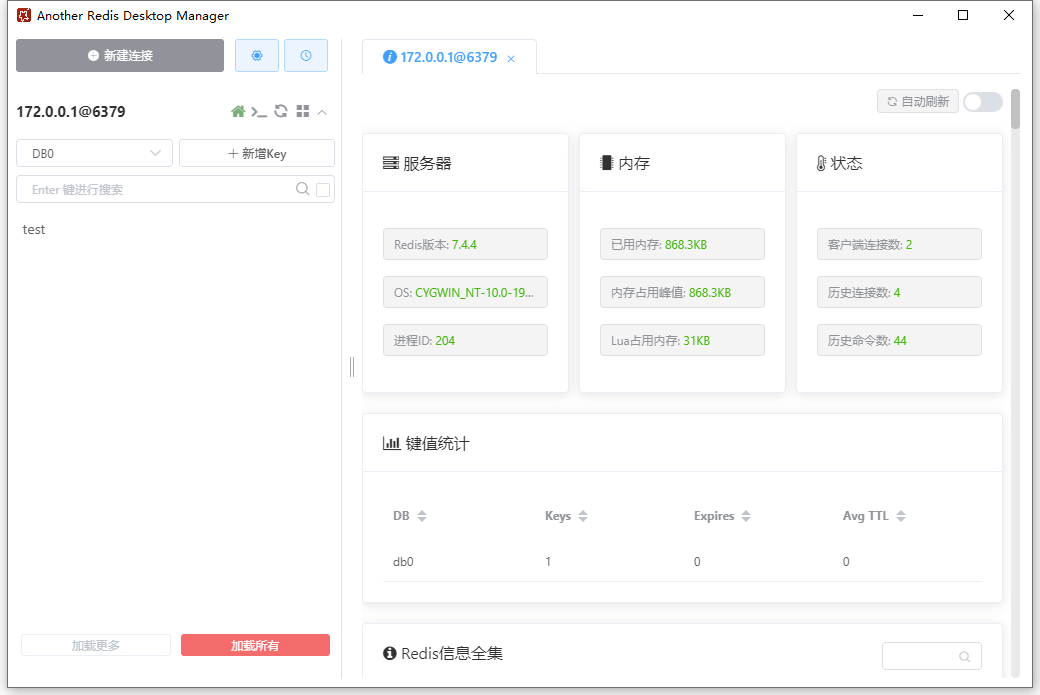 Another Redis Desktop Manager
新建连接
172.0.0.1@6379
DB0
新增Key
Enter 键进行搜索
test
加载更多
加载所有
172.0.0.1@6379
自动刷新
服务器
Redis版本: 7.4.4
OS: CYGWIN_NT-10.0-19...
进程ID: 204
内存
已用内存: 868.3KB
内存占用峰值: 868.3KB
Lua占用内存: 31KB
状态
客户端连接数: 2
历史连接数: 4
历史命令数: 44
键值统计
DB Keys Expires Avg TTL
db0 1 0 0
Redis信息全集